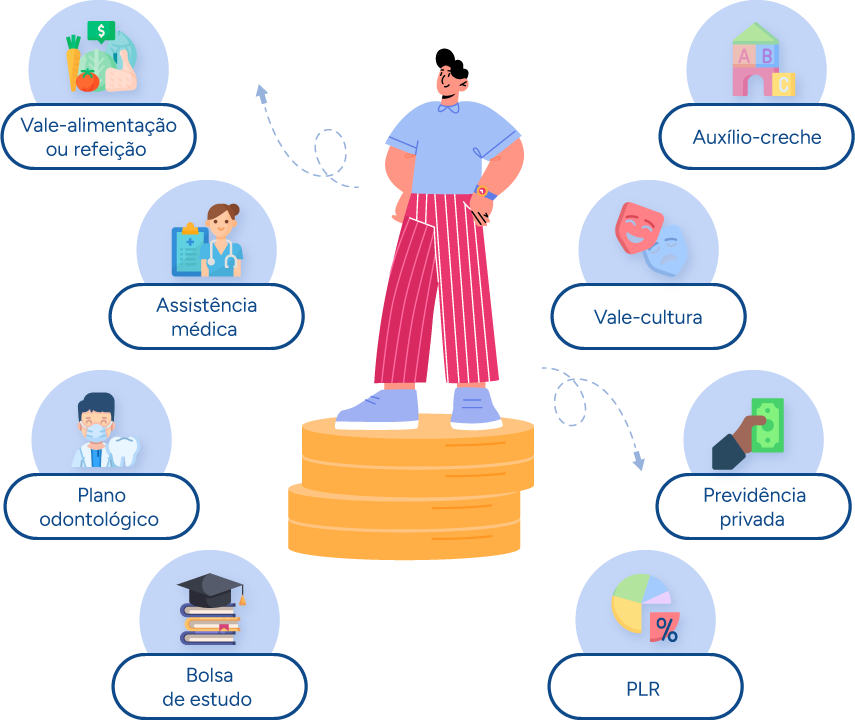 $
Vale-alimentação
ou refeição
A B
C
Auxílio-creche
Assistência
médica
Vale-cultura
Plano
odontológico
Previdência
privada
Bolsa
de estudo
%
PLR